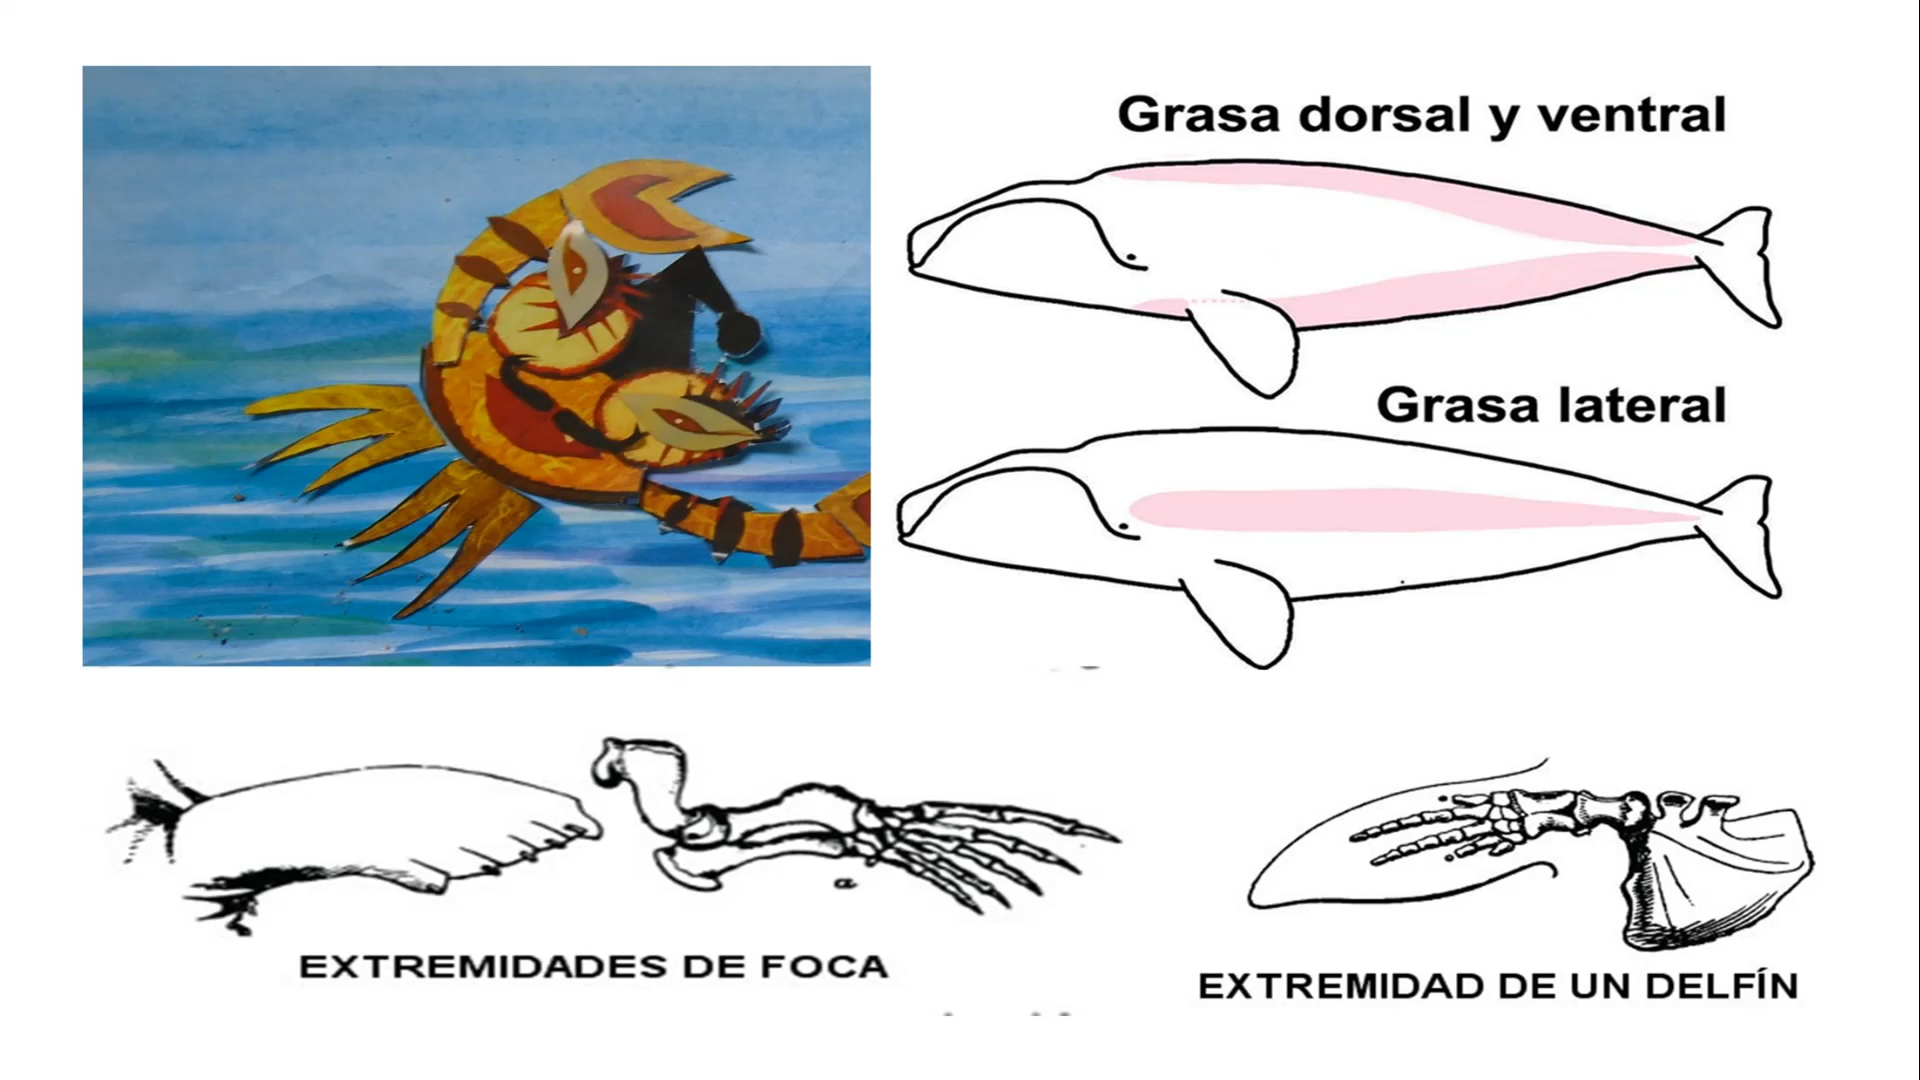 Grasa dorsal y ventral
Grasa lateral
a
EXTREMIDADES DE FOCA
EXTREMIDAD DE UN DELFÍN